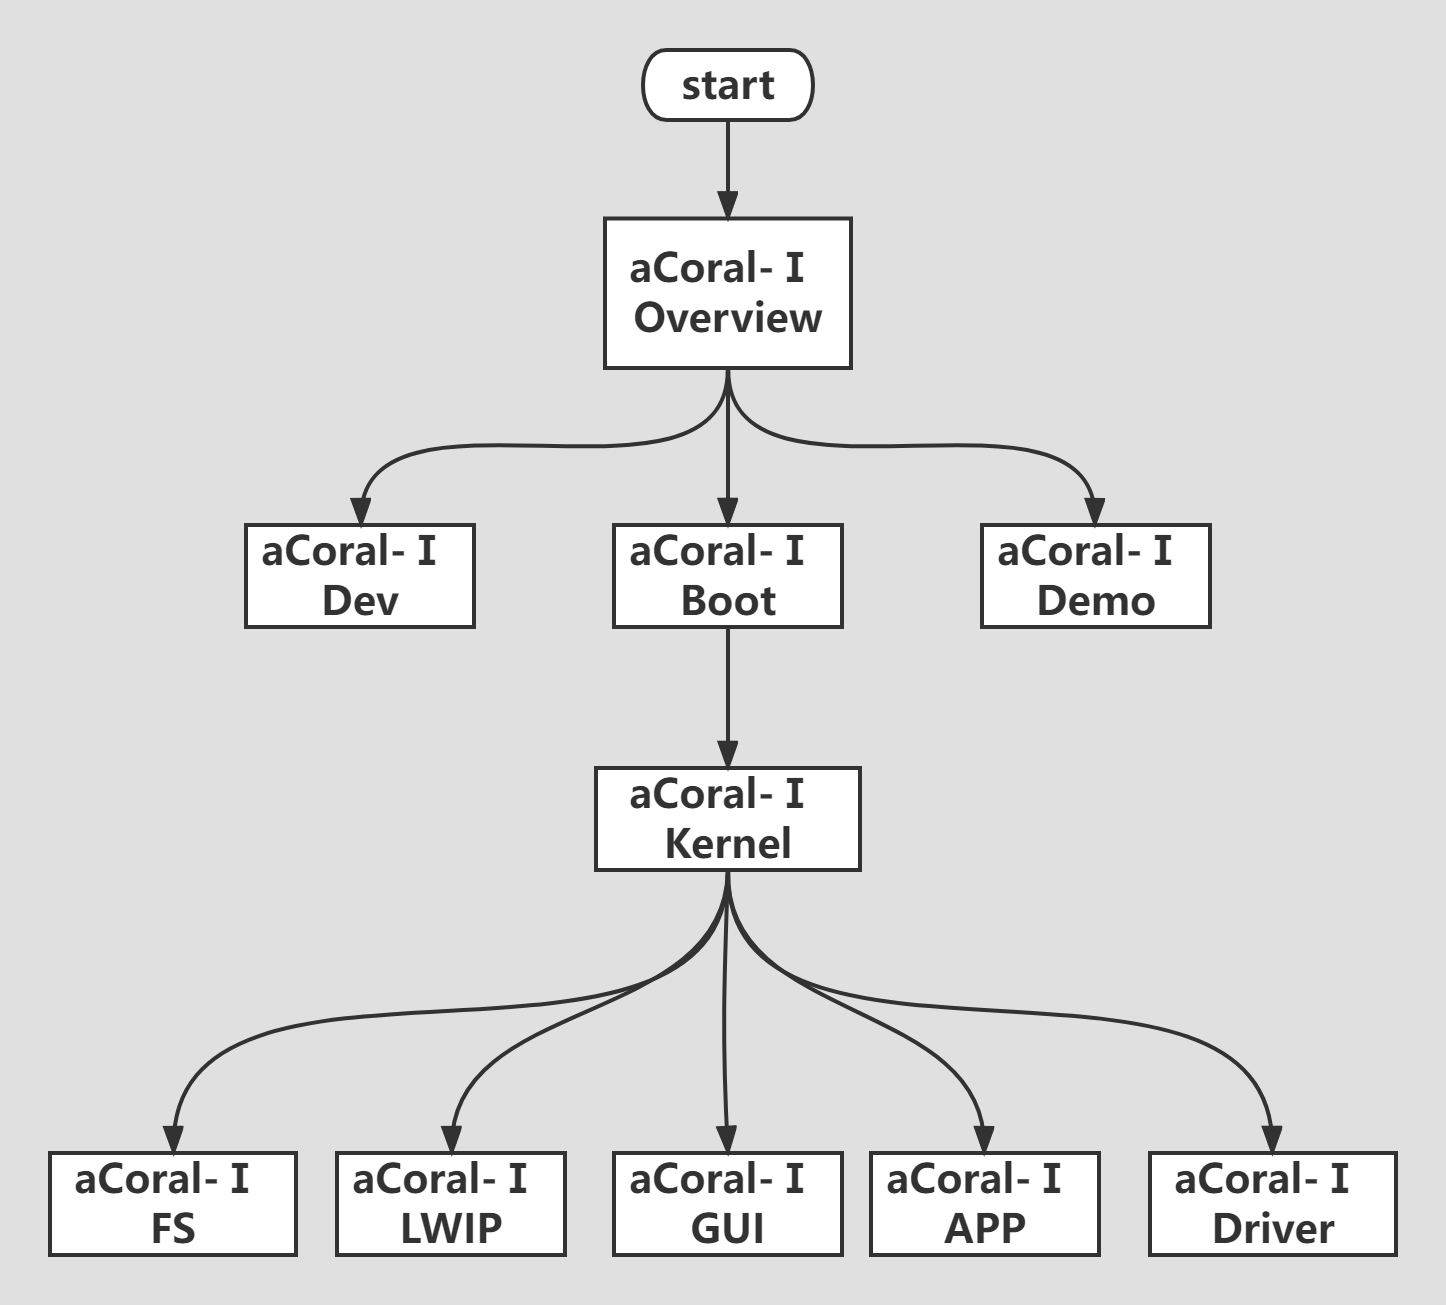 start
aCoral-Ⅰ
Overview
aCoral-Ⅰ
Dev
aCoral-Ⅰ
Boot
aCoral-Ⅰ
Demo
aCoral-Ⅰ
Kernel
aCoral-Ⅰ
FS
aCoral-Ⅰ
LWIP
aCoral-Ⅰ
GUI
aCoral-Ⅰ
APP
aCoral-Ⅰ
Driver